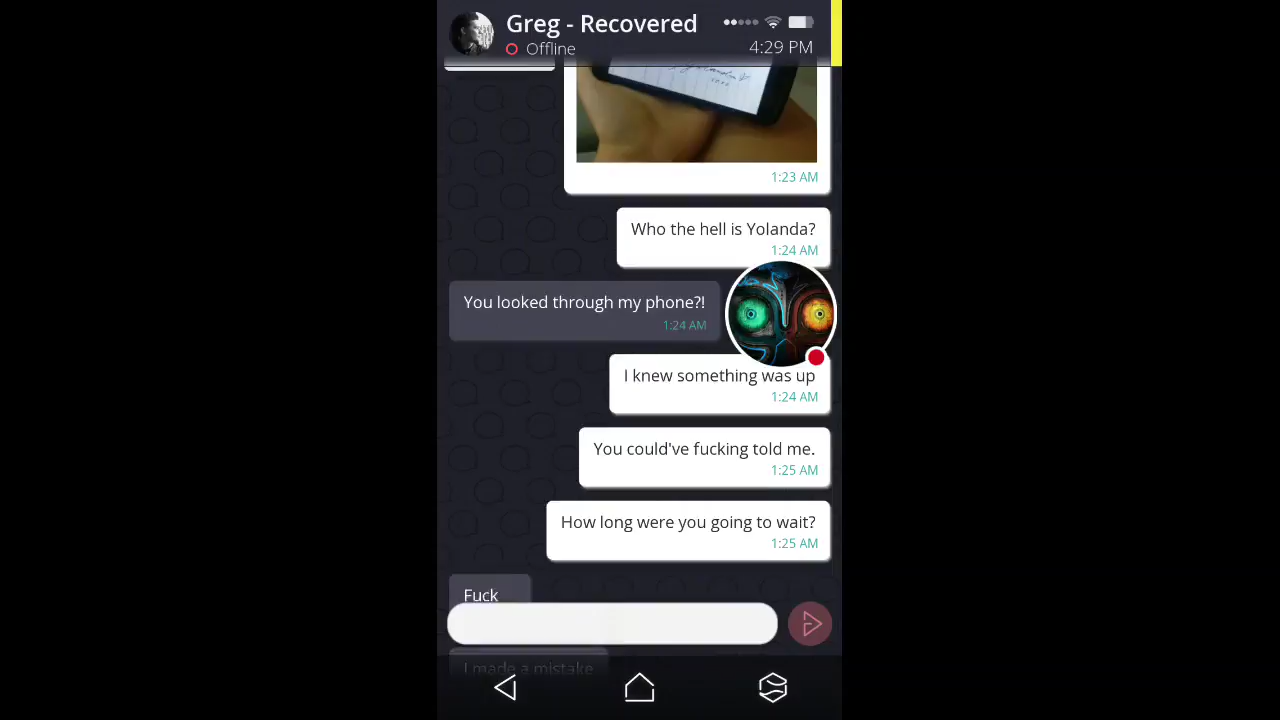 Greg - Recovered
Offline
4:29 PM
1:23 AM
Who the hell is Yolanda?
1:24 AM
You looked through my phone?!
1:24 AM
I knew something was up
1:24 AM
You could've fucking told me.
1:25 AM
How long were you going to wait?
1:25 AM
Fuck
I made a mistake